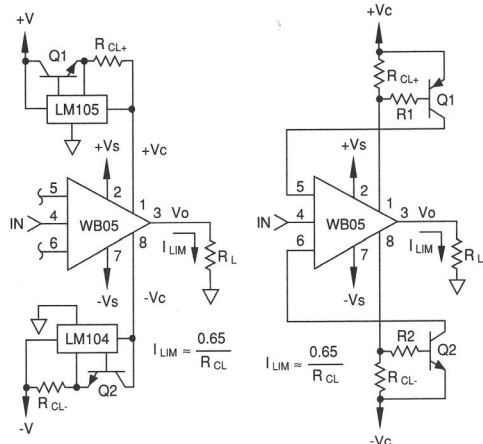 +V
Q1
R CL+
LM105
+Vs
+Vc
5
2
1
IN
4
WB05
3
Vo
6
7
8
I LIM
R L
-Vs
-Vc
LM104
R CL-
Q2
-V
I LIM ≈ 0.65 / R CL
+Vc
R CL+
R1
Q1
+Vs
5
2
1
IN
4
WB05
3
Vo
6
7
8
I LIM
R L
-Vs
R2
Q2
R CL-
-Vc
I LIM ≈ 0.65 / R CL